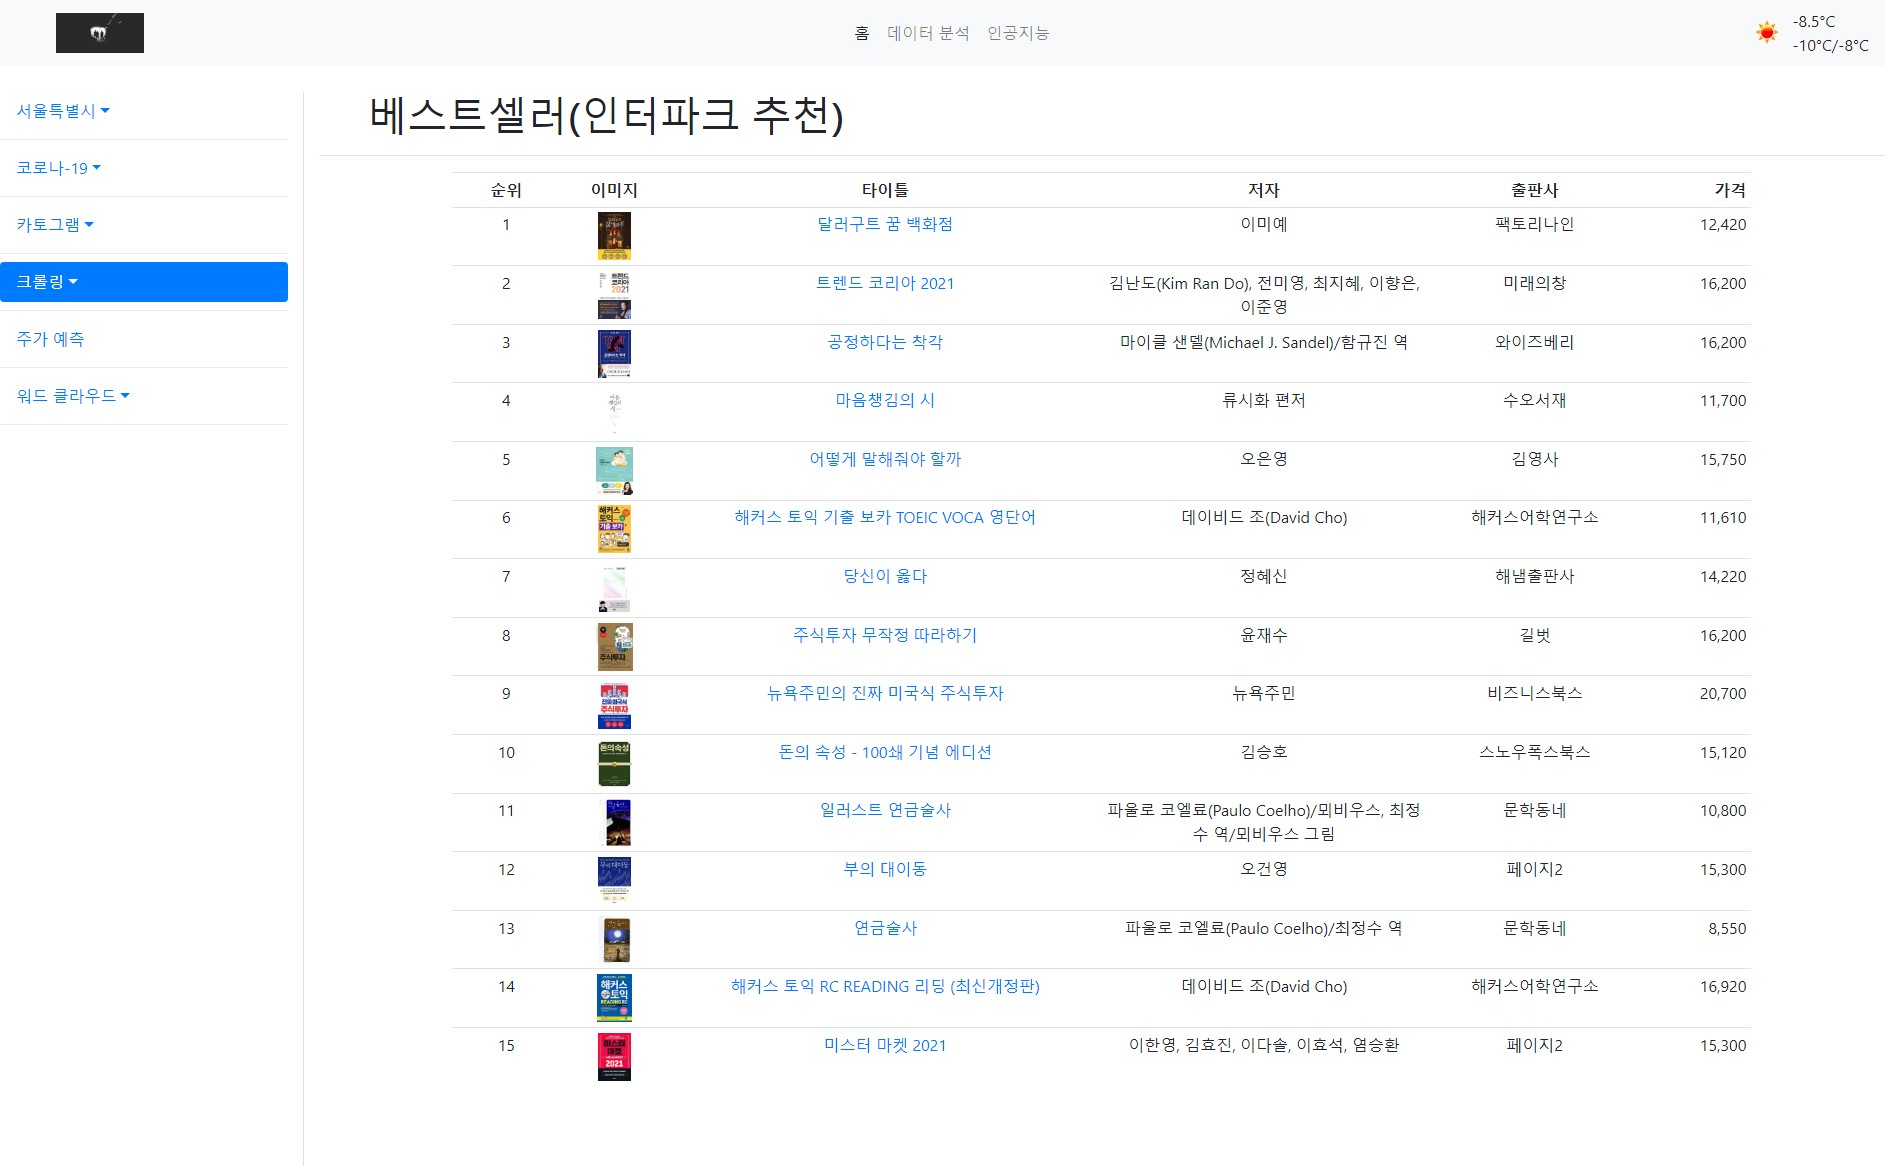 홈 데이터 분석 인공지능
-8.5°C
-10°C/-8°C
서울특별시
코로나-19
카토그램
크롤링
주가 예측
워드 클라우드
베스트셀러(인터파크 추천)
순위 이미지 타이틀 저자 출판사 가격
1 달러구트 꿈 백화점 이미예 팩토리나인 12,420
2 트렌드 코리아 2021 김난도(Kim Ran Do), 전미영, 최지혜, 이향은, 미래의창 16,200
이준영
3 공정하다는 착각 마이클 샌델(Michael J. Sandel)/함규진 역 와이즈베리 16,200
4 마음챙김의 시 류시화 편저 수오서재 11,700
5 어떻게 말해줘야 할까 오은영 김영사 15,750
6 해커스 토익 기출 보카 TOEIC VOCA 영단어 데이비드 조(David Cho) 해커스어학연구소 11,610
7 당신이 옳다 정혜신 해냄출판사 14,220
8 주식투자 무작정 따라하기 윤재수 길벗 16,200
9 뉴욕주민의 진짜 미국식 주식투자 뉴욕주민 비즈니스북스 20,700
10 돈의 속성 - 100쇄 기념 에디션 김승호 스노우폭스북스 15,120
11 일러스트 연금술사 파울로 코엘료(Paulo Coelho)/뫼비우스, 최정 문학동네 10,800
수 역/뫼비우스 그림
12 부의 대이동 오건영 페이지2 15,300
13 연금술사 파울로 코엘료(Paulo Coelho)/최정수 역 문학동네 8,550
14 해커스 토익 RC READING 리딩 (최신개정판) 데이비드 조(David Cho) 해커스어학연구소 16,920
15 미스터 마켓 2021 이한영, 김효진, 이다솔, 이효석, 염승환 페이지2 15,300